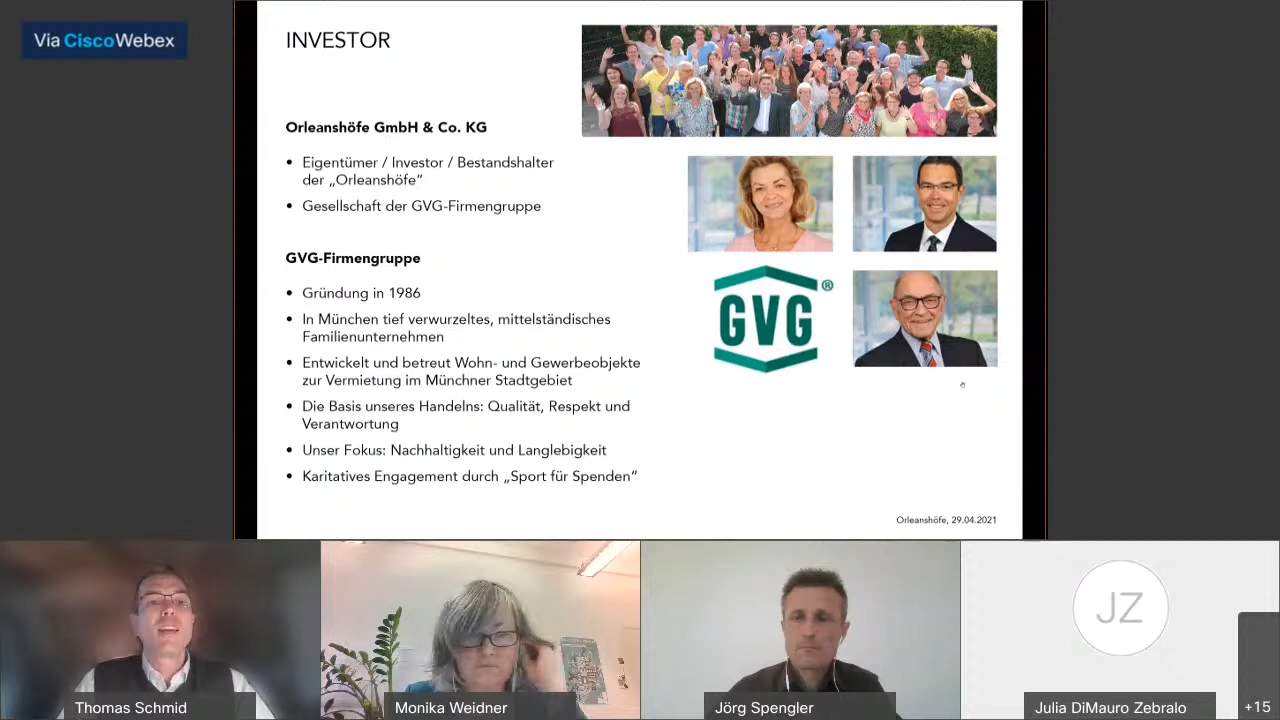 Via Cisco Webex
INVESTOR
Orleanshöfe GmbH & Co. KG
• Eigentümer / Investor / Bestandshalter
der „Orleanshöfe“
• Gesellschaft der GVG-Firmengruppe
GVG-Firmengruppe
• Gründung in 1986
• In München tief verwurzeltes, mittelständisches
Familienunternehmen
• Entwickelt und betreut Wohn- und Gewerbeobjekte
zur Vermietung im Münchner Stadtgebiet
• Die Basis unseres Handelns: Qualität, Respekt und
Verantwortung
• Unser Fokus: Nachhaltigkeit und Langlebigkeit
• Karitatives Engagement durch „Sport für Spenden“
GVG®
Orleanshöfe, 29.04.2021
JZ
Thomas Schmid
Monika Weidner
Jörg Spengler
Julia DiMauro Zebralo
+15